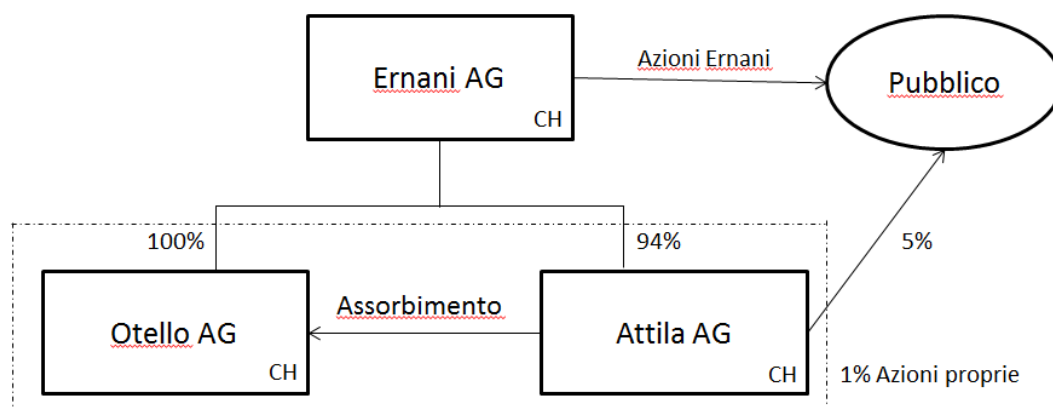 Ernani AG
CH
Azioni Ernani
Pubblico
100%
94%
5%
Otello AG
CH
Assorbimento
Attila AG
CH
1% Azioni proprie